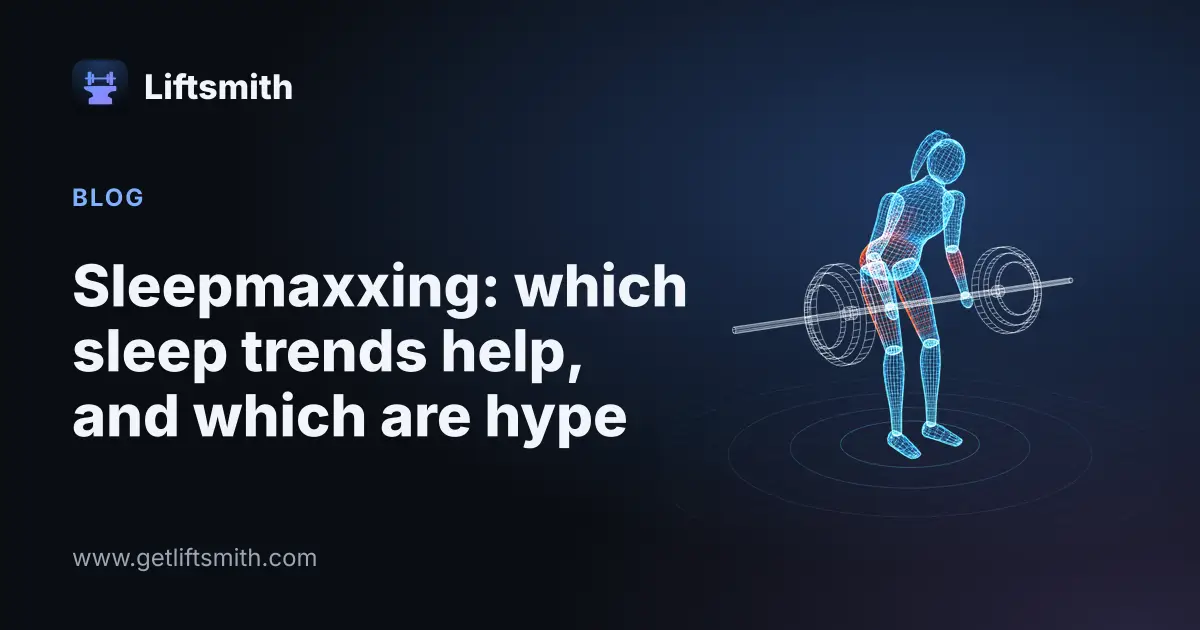 Liftsmith
BLOG
Sleepmaxxing: which
sleep trends help,
and which are hype
www.getliftsmith.com